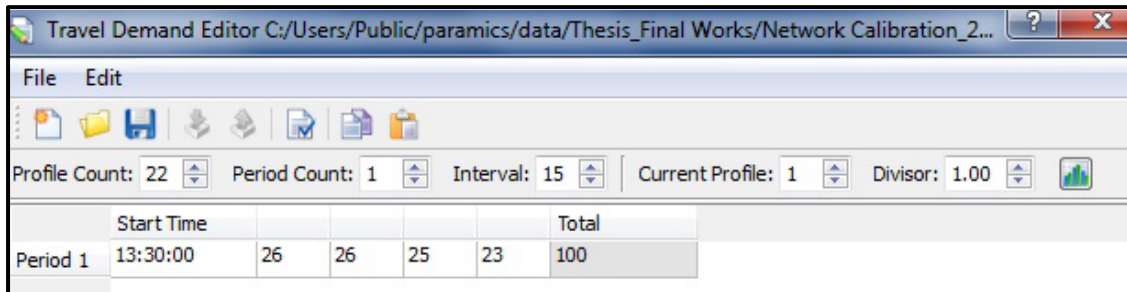 Travel Demand Editor C:/Users/Public/paramics/data/Thesis_Final Works/Network Calibration_2... ? X
File Edit
Profile Count: 22 Period Count: 1 Interval: 15 Current Profile: 1 Divisor: 1.00
Start Time Total
Period 1 13:30:00 26 26 25 23 100